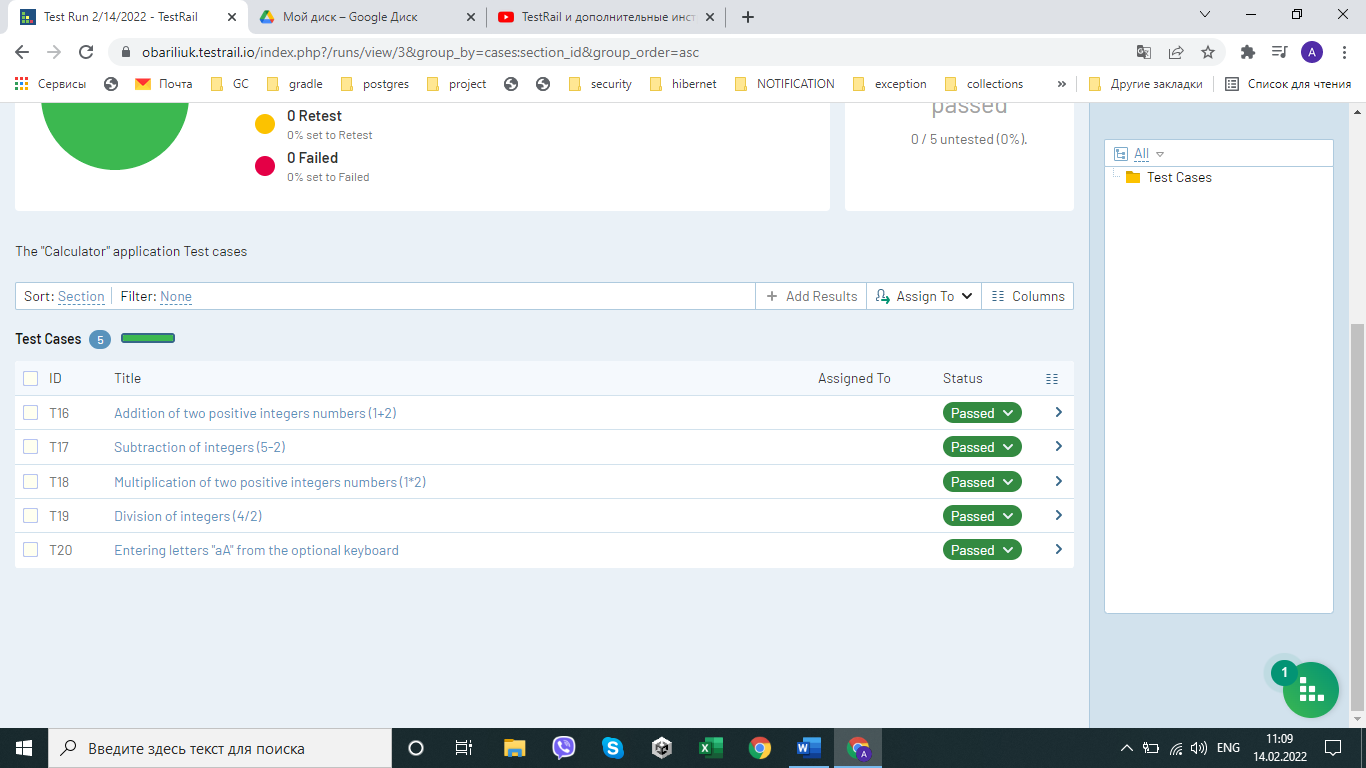 Test Run 2/14/2022 - TestRail
Мой диск – Google Диск
TestRail и дополнительные инс
obariliuk.testrail.io/index.php?/runs/view/3&group_by=cases:section_id&group_order=asc
A
Сервисы
Почта
GC
gradle
postgres
project
security
hibernet
NOTIFICATION
exception
collections
»
Другие закладки
Список для чтения
0 Retest
0% set to Retest
0 Failed
0% set to Failed
passed
0 / 5 untested (0%).
All
Test Cases
The "Calculator" application Test cases
Sort: Section
Filter: None
+ Add Results
Assign To
Columns
Test Cases 5
ID Title Assigned To Status
T16 Addition of two positive integers numbers (1+2) Passed
T17 Subtraction of integers (5-2) Passed
T18 Multiplication of two positive integers numbers (1*2) Passed
T19 Division of integers (4/2) Passed
T20 Entering letters "aA" from the optional keyboard Passed
1
Введите здесь текст для поиска
A
ENG
11:09
14.02.2022